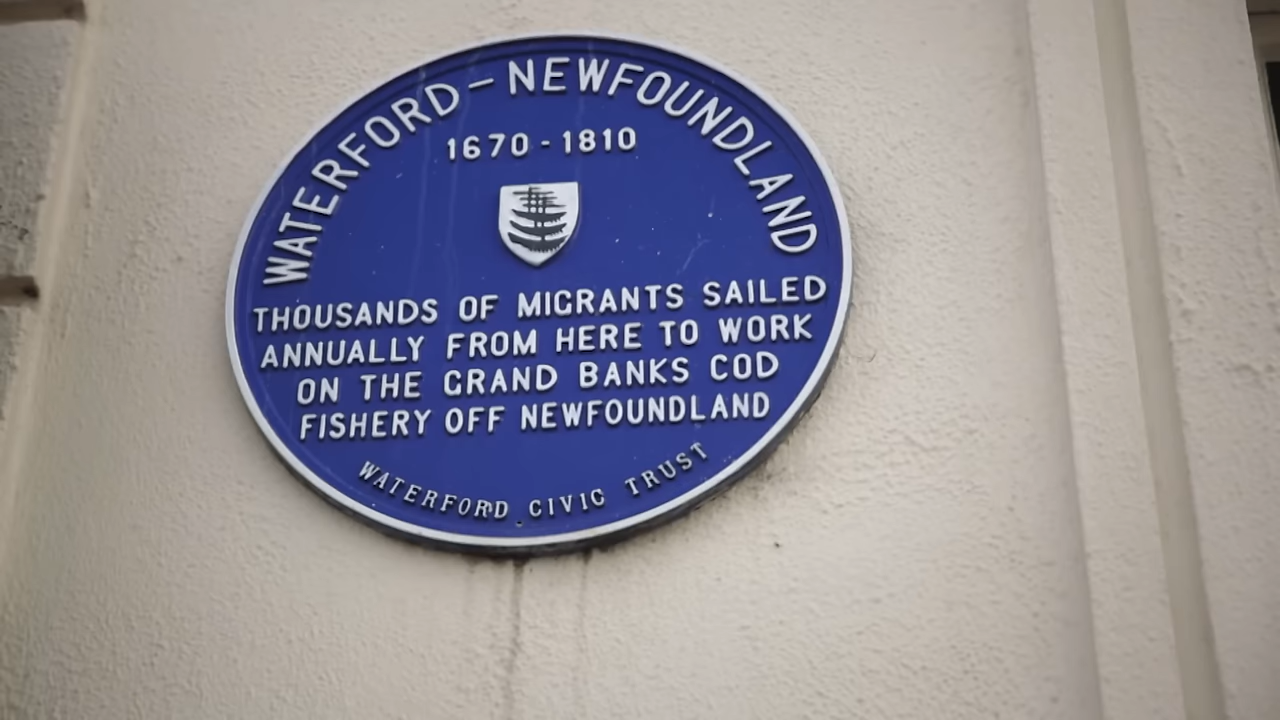 WATERFORD – NEWFOUNDLAND
1670 - 1810
THOUSANDS OF MIGRANTS SAILED
ANNUALLY FROM HERE TO WORK
ON THE GRAND BANKS COD
FISHERY OFF NEWFOUNDLAND
WATERFORD CIVIC TRUST